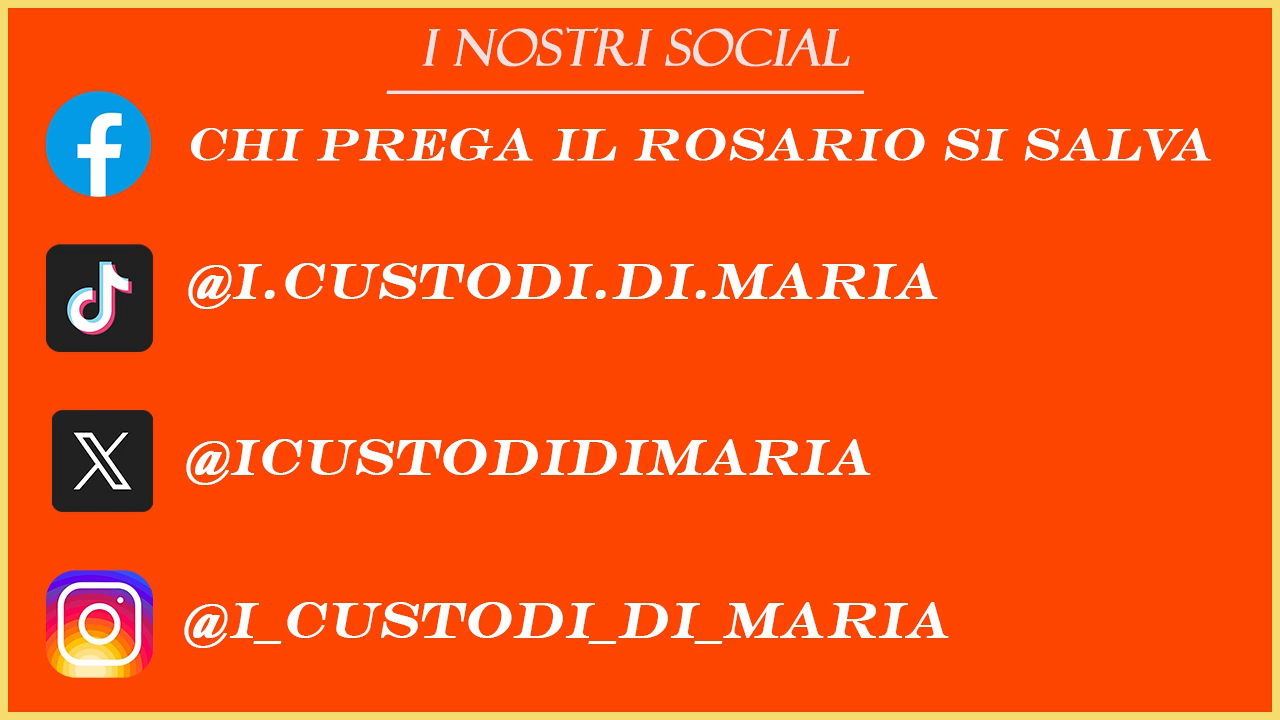 I NOSTRI SOCIAL
CHI PREGA IL ROSARIO SI SALVA
@I.CUSTODI.DI.MARIA
@ICUSTODIDIMARIA
@I_CUSTODI_DI_MARIA